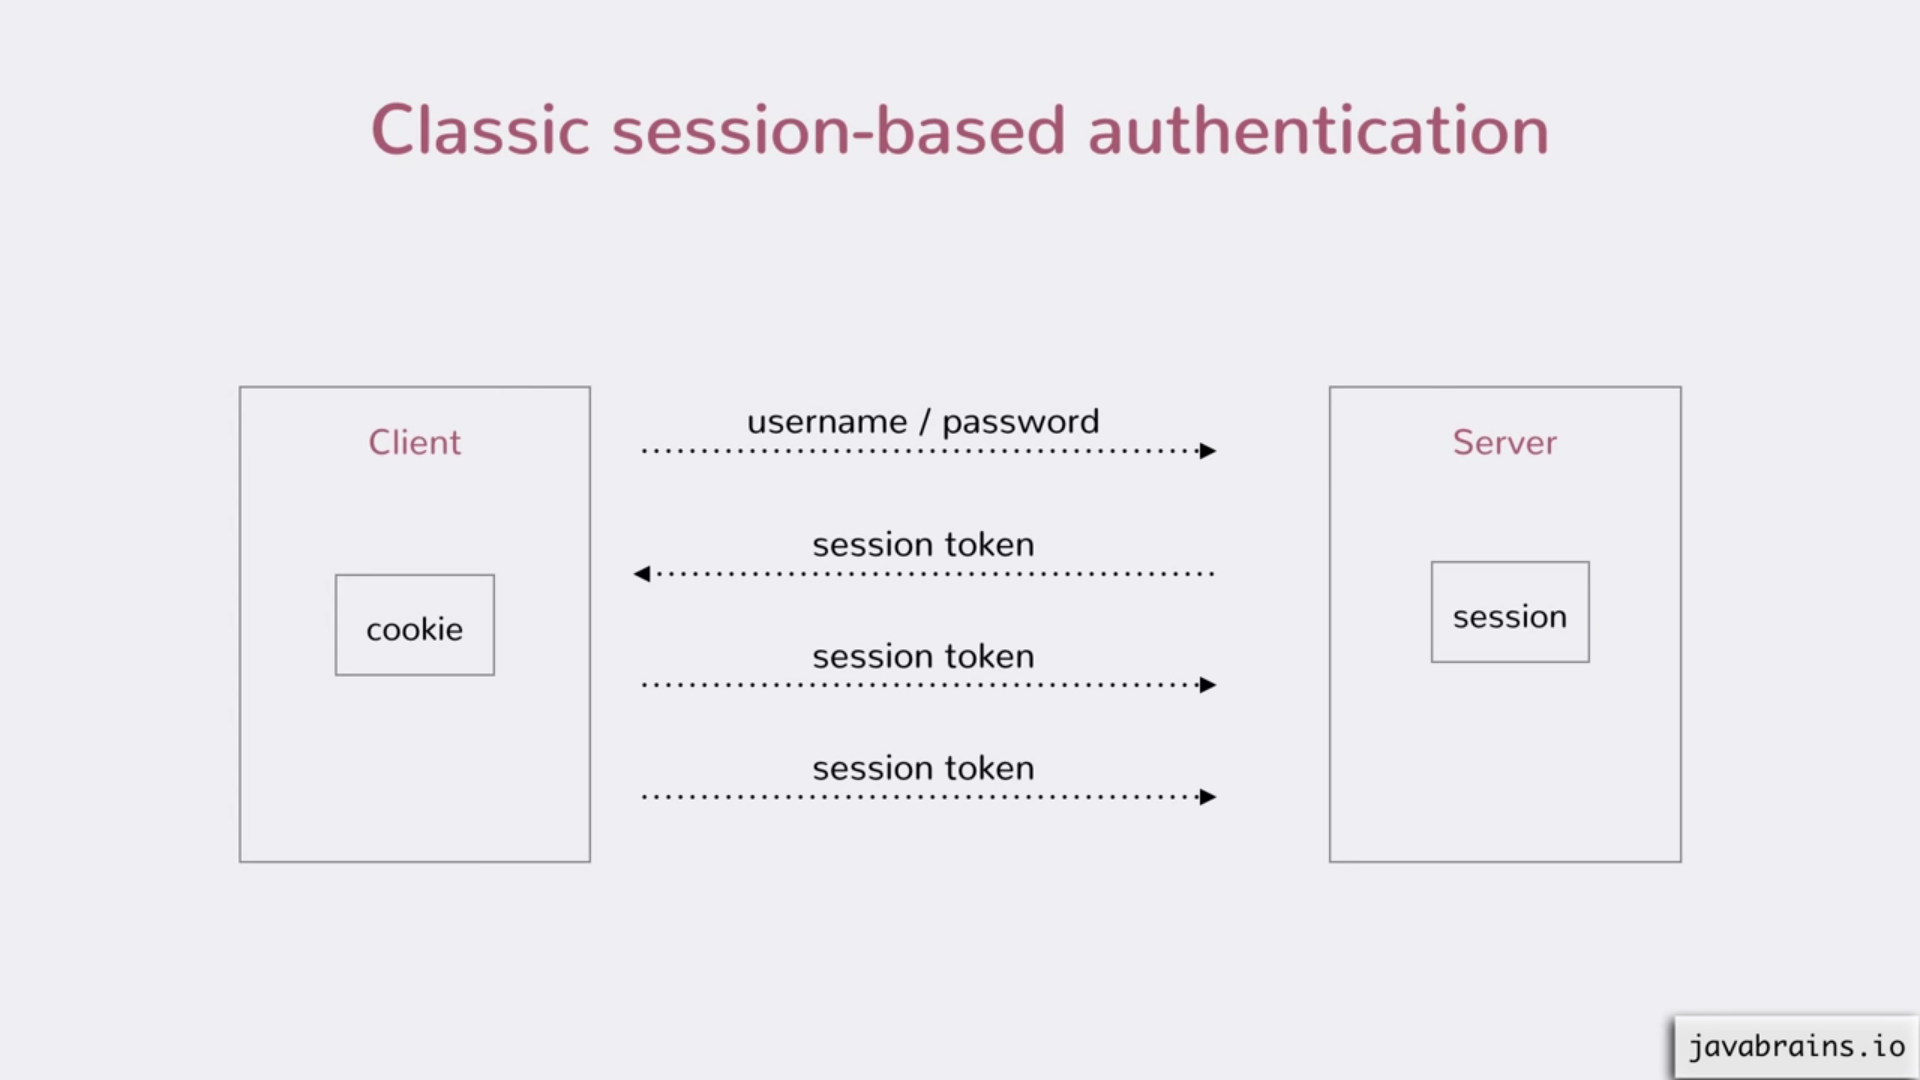 Classic session-based authentication
Client
username / password
Server
session token
cookie
session
session token
session token
javabrains.io